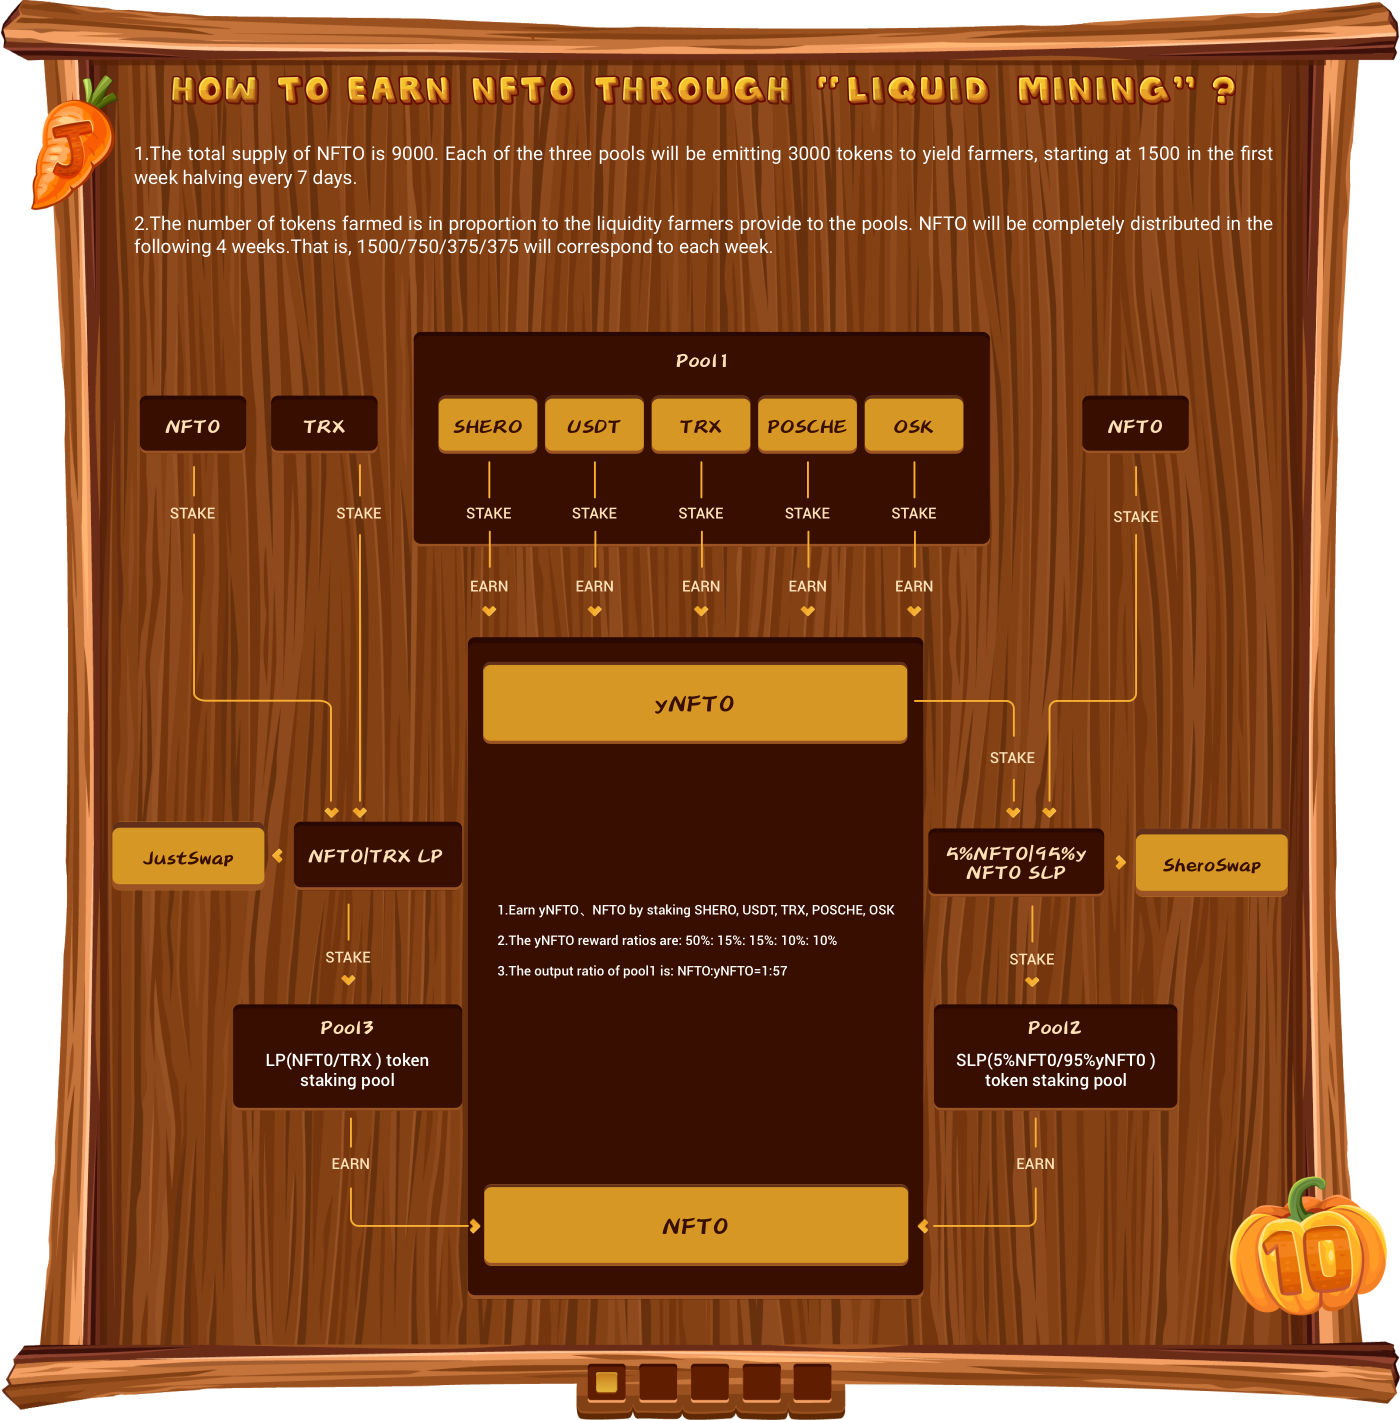 HOW TO EARN NFTO THROUGH "LIQUID MINING" ?
J
1.The total supply of NFTO is 9000. Each of the three pools will be emitting 3000 tokens to yield farmers, starting at 1500 in the first
week halving every 7 days.
2.The number of tokens farmed is in proportion to the liquidity farmers provide to the pools. NFTO will be completely distributed in the
following 4 weeks.That is, 1500/750/375/375 will correspond to each week.
Pool1
NFTO TRX SHERO USDT TRX POSCHE OSK NFTO
STAKE STAKE STAKE STAKE STAKE STAKE STAKE STAKE
EARN EARN EARN EARN EARN
yNFTO
STAKE
JustSwap NFTO|TRX LP
5%NFTO|95%y
NFTO SLP
SheroSwap
1.Earn yNFTO、NFTO by staking SHERO, USDT, TRX, POSCHE, OSK
2.The yNFTO reward ratios are: 50%: 15%: 15%: 10%: 10%
3.The output ratio of pool1 is: NFTO:yNFTO=1:57
STAKE STAKE
Pool3
LP(NFT0/TRX ) token
staking pool
Pool2
SLP(5%NFT0/95%yNFT0 )
token staking pool
EARN EARN
NFTO
10